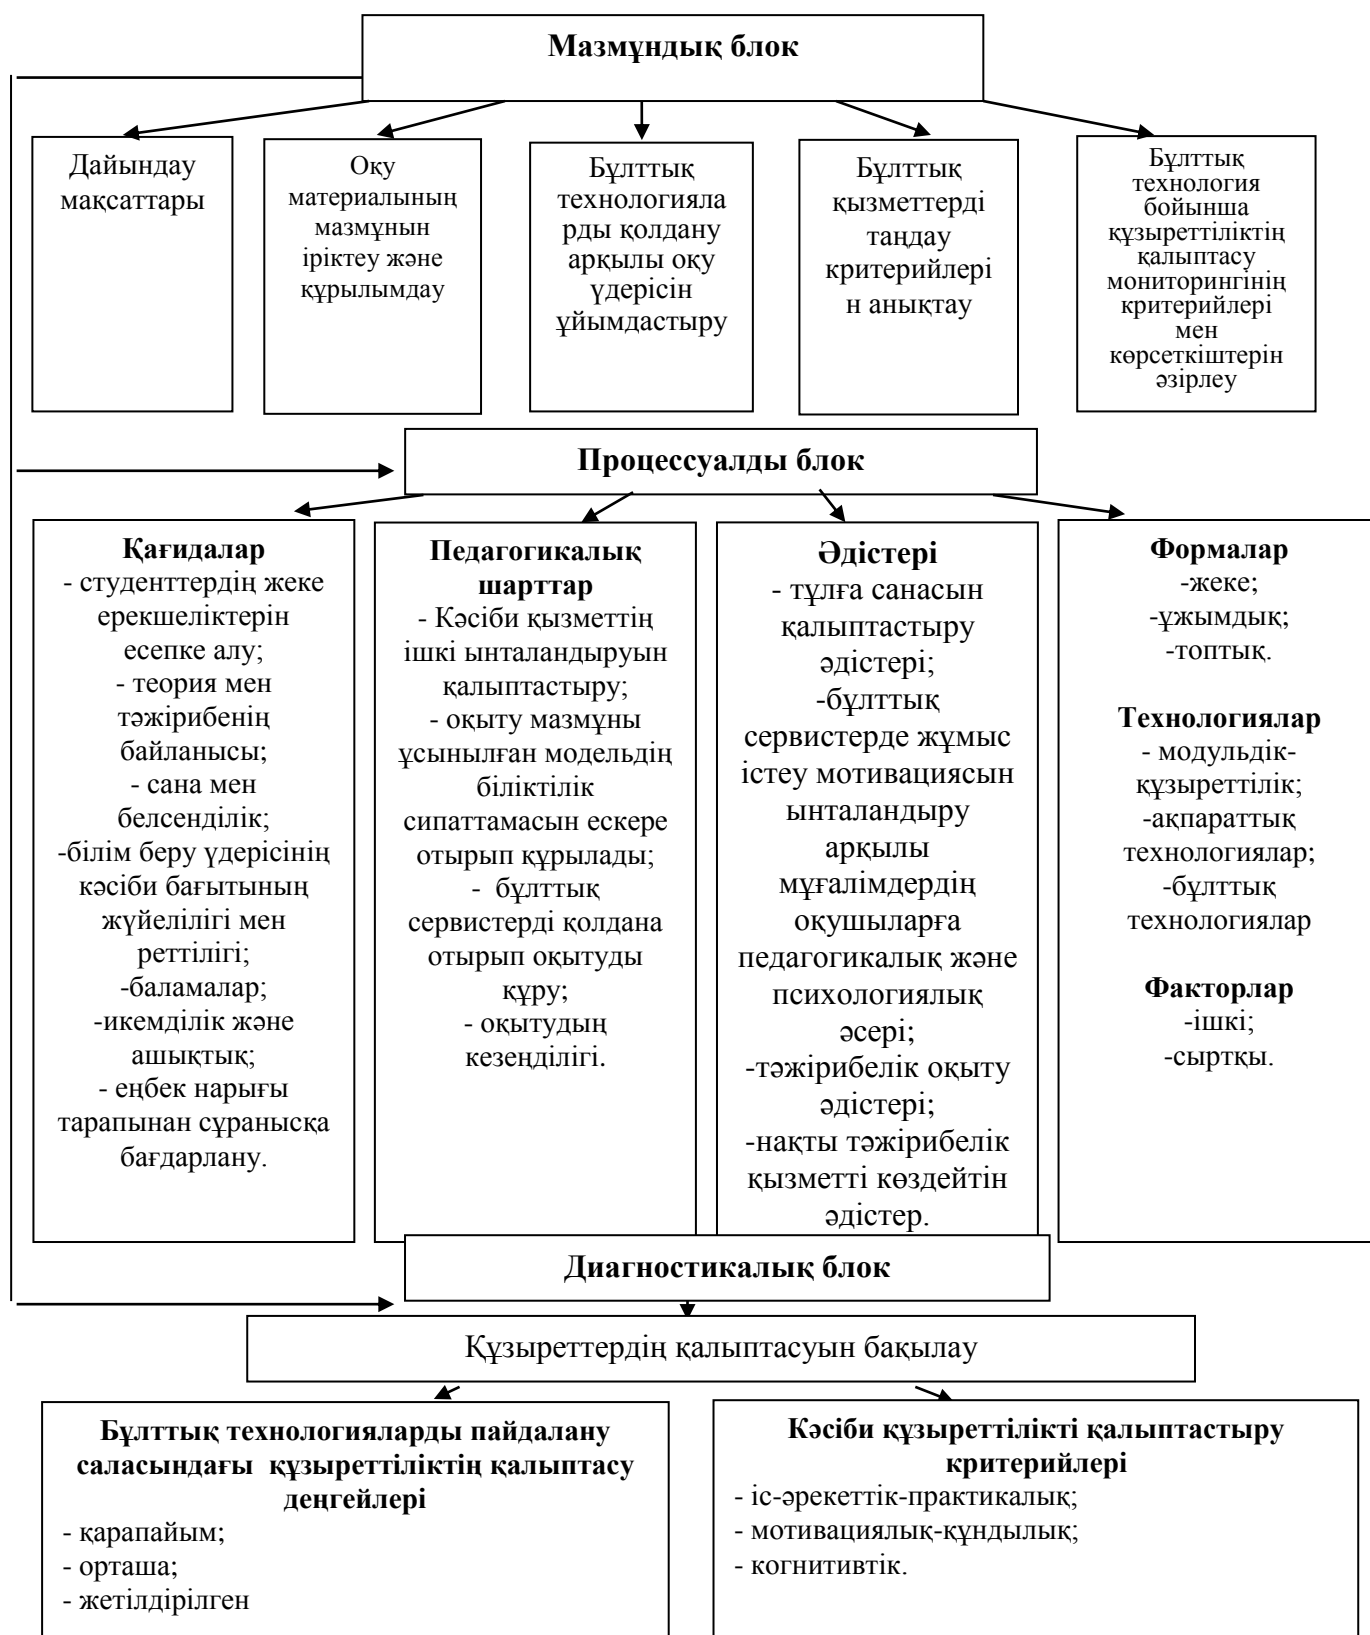 Мазмұндық блок
Дайындау
мақсаттары
Оқу
материалының
мазмұнын
іріктеу және
құрылымдау
Бұлттық
технологияла
рды қолдану
арқылы оқу
үдерісін
ұйымдастыру
Бұлттық
қызметтерді
таңдау
критерийлері
н анықтау
Бұлттық
технология
бойынша
құзыреттіліктің
қалыптасу
мониторингінің
критерийлері
мен
көрсеткіштерін
әзірлеу
Процессуалды блок
Қағидалар
- студенттердің жеке
ерекшеліктерін
есепке алу;
- теория мен
тәжірибенің
байланысы;
- сана мен
белсенділік;
-білім беру үдерісінің
кәсіби бағытының
жүйелілігі мен
реттілігі;
-баламалар;
-икемділік және
ашықтық;
- еңбек нарығы
тарапынан сұранысқа
бағдарлану.
Педагогикалық
шарттар
- Кәсіби қызметтің
ішкі ынталандыруын
қалыптастыру;
- оқыту мазмұны
ұсынылған модельдің
біліктілік
сипаттамасын ескере
отырып құрылады;
- бұлттық
сервистерді қолдана
отырып оқытуды
құру;
- оқытудың
кезеңділігі.
Әдістері
- тұлға санасын
қалыптастыру
әдістері;
-бұлттық
сервистерде жұмыс
істеу мотивациясын
ынталандыру
арқылы
мұғалімдердің
оқушыларға
педагогикалық және
психологиялық
әсері;
-тәжірибелік оқыту
әдістері;
-нақты тәжірибелік
қызметті көздейтін
әдістер.
Формалар
-жеке;
-ұжымдық;
-топтық.
Технологиялар
- модульдік-
құзыреттілік;
-ақпараттық
технологиялар;
-бұлттық
технологиялар
Факторлар
-ішкі;
-сыртқы.
Диагностикалық блок
Құзыреттердің қалыптасуын бақылау
Бұлттық технологияларды пайдалану
саласындағы құзыреттіліктің қалыптасу
деңгейлері
- қарапайым;
- орташа;
- жетілдірілген
Кәсіби құзыреттілікті қалыптастыру
критерийлері
- іс-әрекеттік-практикалық;
- мотивациялық-құндылық;
- когнитивтік.